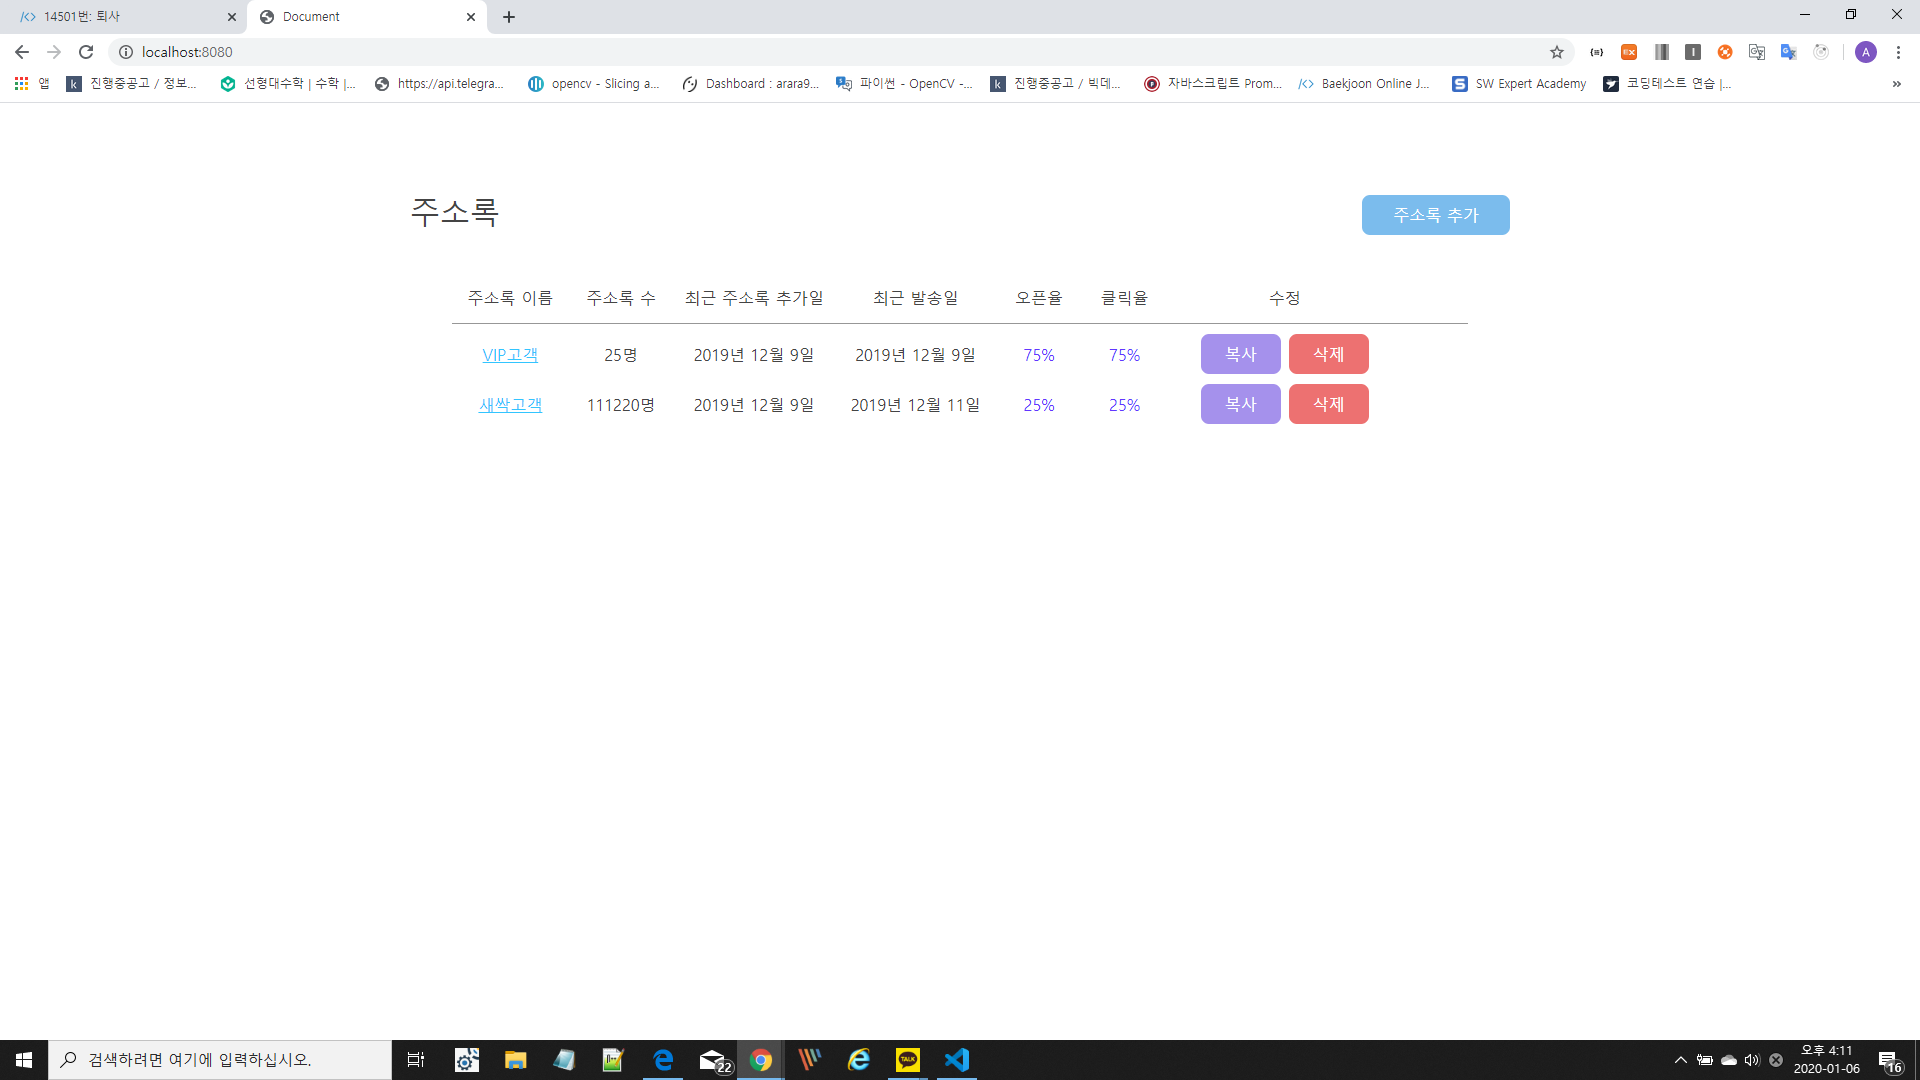 14501번: 퇴사
Document
localhost:8080
A
앱
진행중공고 / 정보...
선형대수학 | 수학 |...
https://api.telegra...
opencv - Slicing a...
Dashboard : arara9...
파이썬 - OpenCV -...
진행중공고 / 빅데...
자바스크립트 Prom...
Baekjoon Online J...
SW Expert Academy
코딩테스트 연습 |...
주소록
주소록 추가
주소록 이름 주소록 수 최근 주소록 추가일 최근 발송일 오픈율 클릭율 수정
VIP고객 25명 2019년 12월 9일 2019년 12월 9일 75% 75% 복사 삭제
새싹고객 111220명 2019년 12월 9일 2019년 12월 11일 25% 25% 복사 삭제
검색하려면 여기에 입력하십시오.
22
TALK
오후 4:11
2020-01-06
16